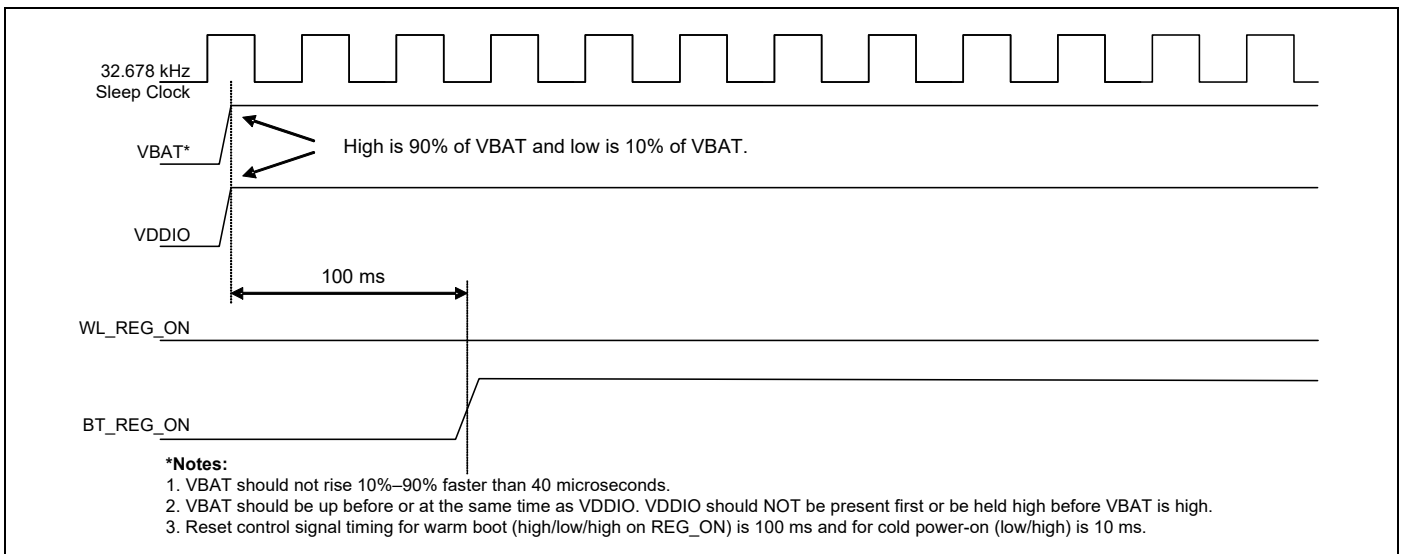 32.678 kHz
Sleep Clock
VBAT*
High is 90% of VBAT and low is 10% of VBAT.
VDDIO
100 ms
WL_REG_ON
BT_REG_ON
*Notes:
1. VBAT should not rise 10%–90% faster than 40 microseconds.
2. VBAT should be up before or at the same time as VDDIO. VDDIO should NOT be present first or be held high before VBAT is high.
3. Reset control signal timing for warm boot (high/low/high on REG_ON) is 100 ms and for cold power-on (low/high) is 10 ms.